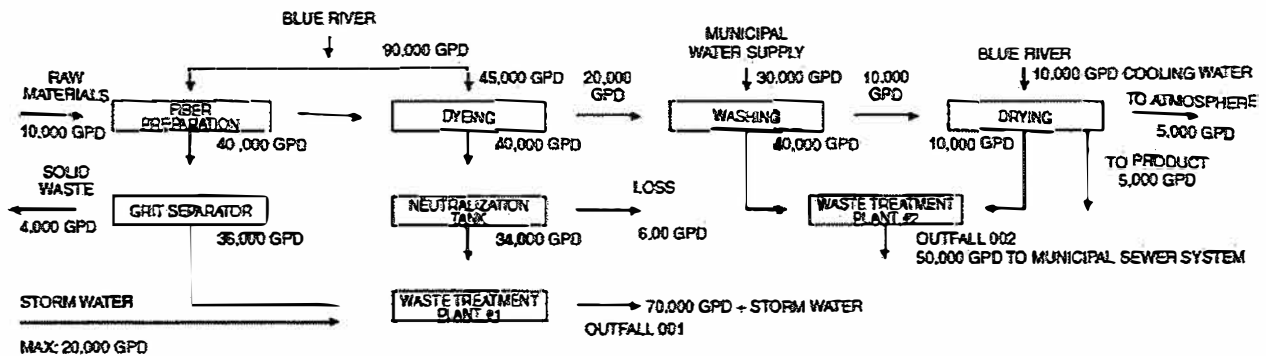 BLUE RIVER
90,000 GPD
MUNICIPAL
WATER SUPPLY
BLUE RIVER
RAW
MATERIALS
45,000 GPD
20,000
GPD
30,000 GPD
10,000
GPD
10,000 GPD COOLING WATER
TO ATMOSPHERE
10,000 GPD
FIBER
PREPARATION
DYEING
WASHING
DRYING
5,000 GPD
40,000 GPD
40,000 GPD
40,000 GPD
10,000 GPD
TO PRODUCT
5,000 GPD
SOLID
WASTE
LOSS
4,000 GPD
GRIT SEPARATOR
NEUTRALIZATION
TANK
6,00 GPD
WASTE TREATMENT
PLANT #2
36,000 GPD
34,000 GPD
OUTFALL 002
50,000 GPD TO MUNICIPAL SEWER SYSTEM
STORM WATER
WASTE TREATMENT
PLANT #1
70,000 GPD + STORM WATER
OUTFALL 001
MAX: 20,000 GPD